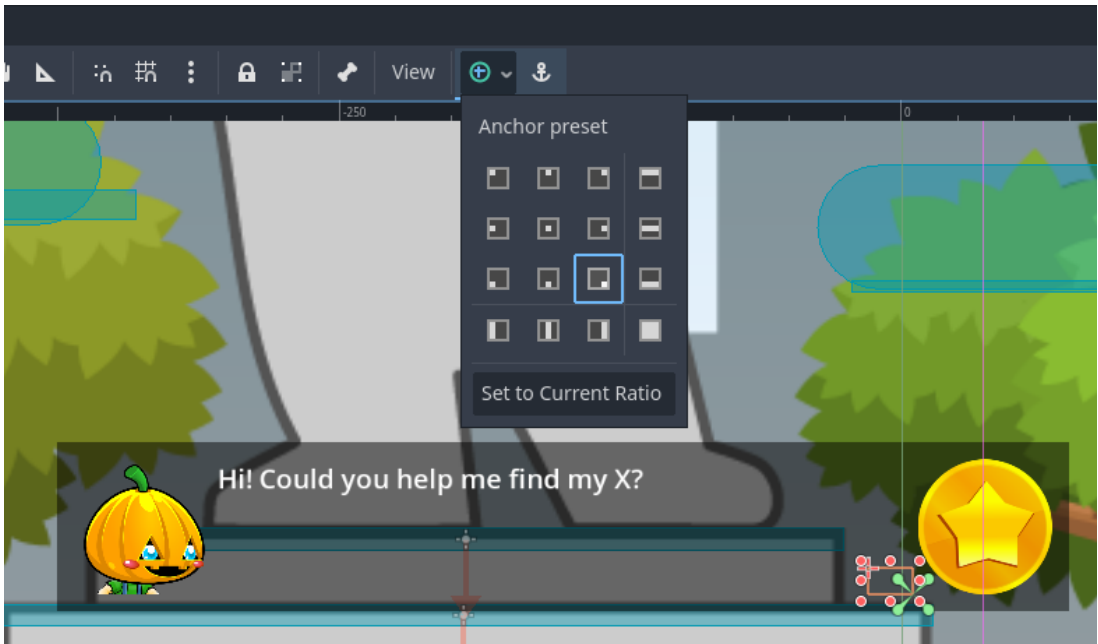 View
-250
0
Anchor preset
Set to Current Ratio
Hi! Could you help me find my X?